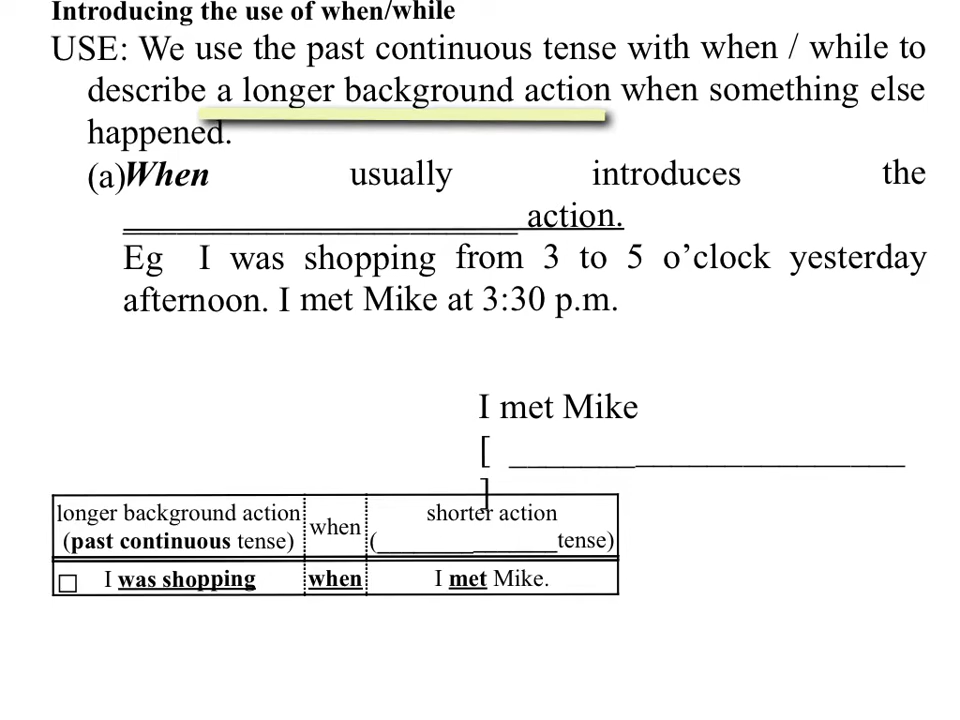 Introducing the use of when/while
USE: We use the past continuous tense with when / while to
describe a longer background action when something else
happened.
(a)When usually introduces the
______________________ action.
Eg I was shopping from 3 to 5 o’clock yesterday
afternoon. I met Mike at 3:30 p.m.
I met Mike
[ ______________________
]
longer background action
(past continuous tense)
when
shorter action
(_______________tense)
☐ I was shopping
when
I met Mike.